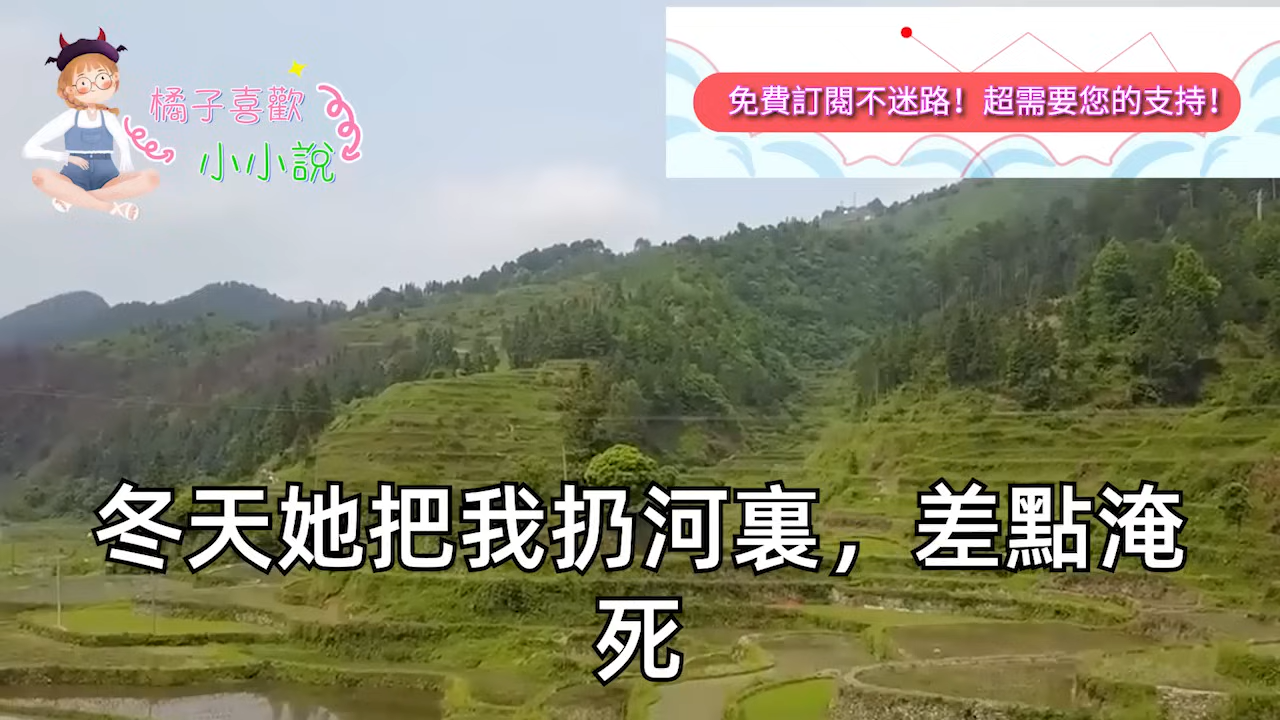 橘子喜歡
小小說
免費訂閱不迷路！超需要您的支持！
冬天她把我扔河裏，差點淹
死